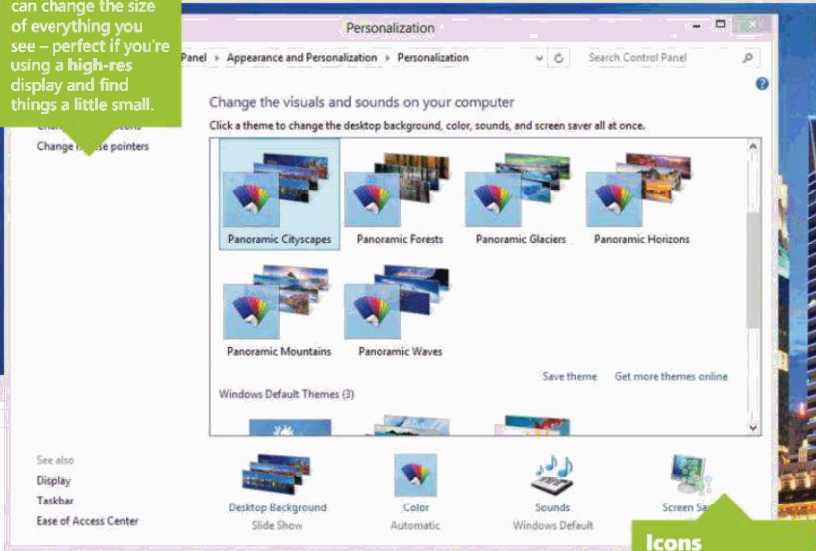 can change the size
of everything you
see – perfect if you're
using a high-res
display and find
things a little small.
Personalization
Panel ▸ Appearance and Personalization ▸ Personalization
Search Control Panel
Change the visuals and sounds on your computer
Click a theme to change the desktop background, color, sounds, and screen saver all at once.
Change pointers
Panoramic Cityscapes
Panoramic Forests
Panoramic Glaciers
Panoramic Horizons
Panoramic Mountains
Panoramic Waves
Save theme
Get more themes online
Windows Default Themes (3)
See also
Display
Taskbar
Ease of Access Center
Desktop Background
Slide Show
Color
Automatic
Sounds
Windows Default
Screen
Icons